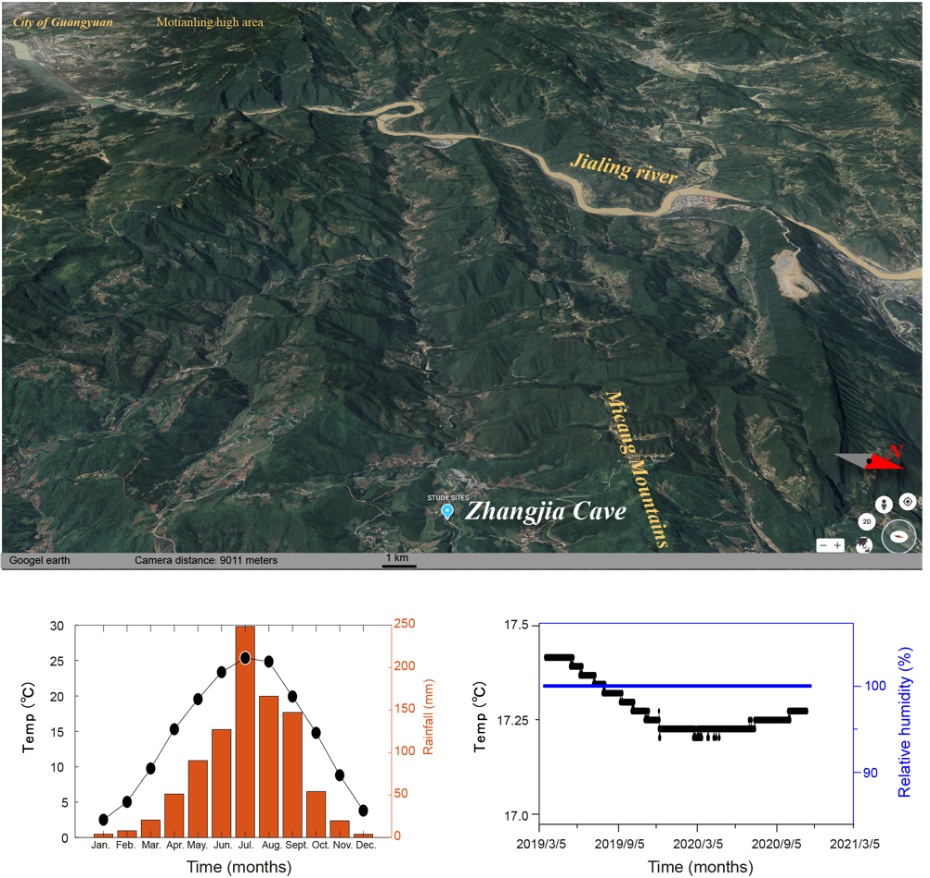 City of Guangyuan
Motianling high area
Jialing river
Micang Mountains
N
STUDY SITES
Zhangjia Cave
2D
Googel earth
Camera distance: 9011 meters
1 km
30
25
20
15
10
5
0
Temp (℃)
250
200
150
100
50
0
Rainfall (mm)
Jan. Feb. Mar. Apr. May. Jun. Jul. Aug. Sept. Oct. Nov. Dec.
Time (months)
17.5
17.25
17.0
Temp (℃)
100
90
Relative humidity (%)
2019/3/5 2019/9/5 2020/3/5 2020/9/5 2021/3/5
Time (months)